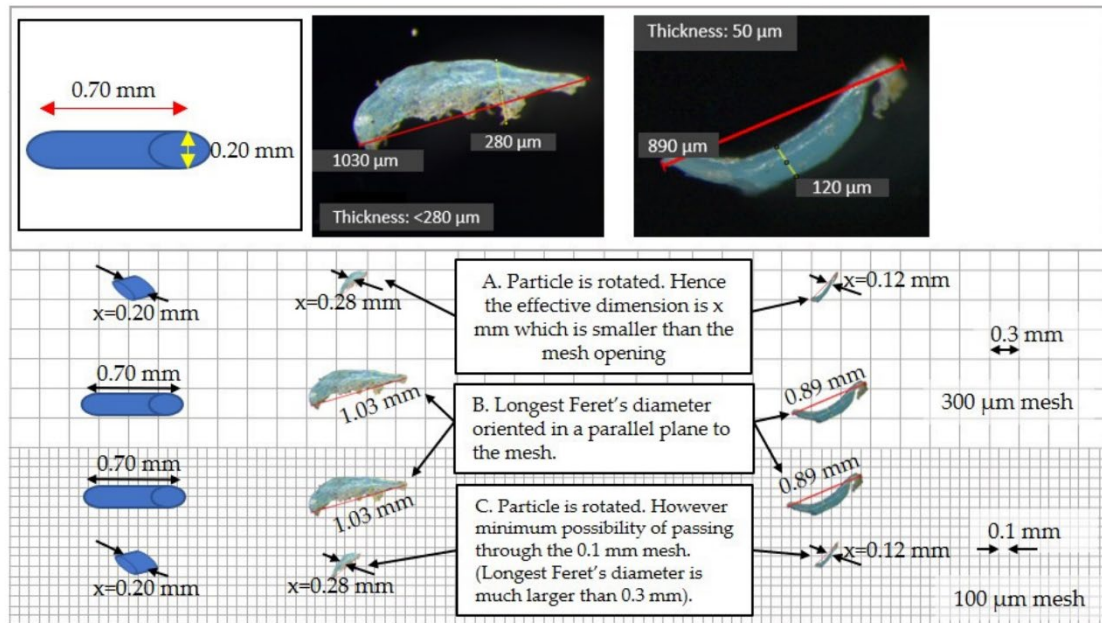 0.70 mm
0.20 mm
1030 µm
280 µm
Thickness: <280 µm
Thickness: 50 µm
890 µm
120 µm
x=0.20 mm
x=0.28 mm
A. Particle is rotated. Hence
the effective dimension is x
mm which is smaller than the
mesh opening
x=0.12 mm
0.3 mm
300 µm mesh
0.70 mm
1.03 mm
B. Longest Feret's diameter
oriented in a parallel plane to
the mesh.
0.89 mm
0.70 mm
1.03 mm
0.89 mm
x=0.20 mm
x=0.28 mm
C. Particle is rotated. However
minimum possibility of passing
through the 0.1 mm mesh.
(Longest Feret's diameter is
much larger than 0.3 mm).
x=0.12 mm
0.1 mm
100 µm mesh